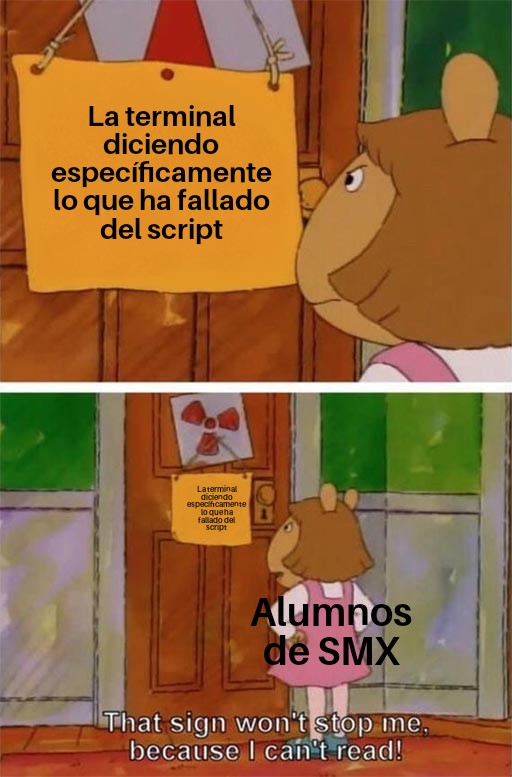 La terminal
diciendo
específicamente
lo que ha fallado
del script
La terminal
diciendo
específicamente
lo que ha
fallado del
script
Alumnos
de SMX
That sign won't stop me,
because I can't read!